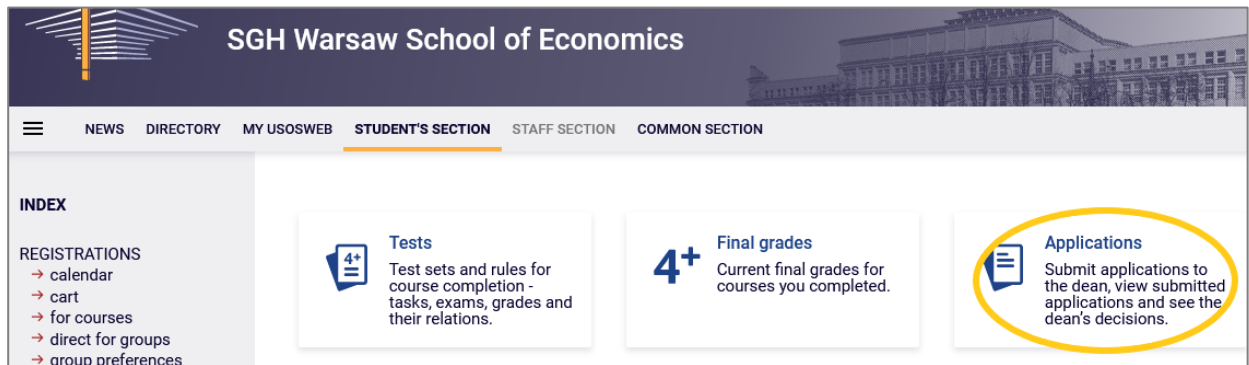 SGH Warsaw School of Economics
NEWS DIRECTORY MY USOSWEB STUDENT'S SECTION STAFF SECTION COMMON SECTION
INDEX
REGISTRATIONS
→ calendar
→ cart
→ for courses
→ direct for groups
→ group preferences
4+
Tests
Test sets and rules for
course completion -
tasks, exams, grades and
their relations.
4+
Final grades
Current final grades for
courses you completed.
Applications
Submit applications to
the dean, view submitted
applications and see the
dean's decisions.